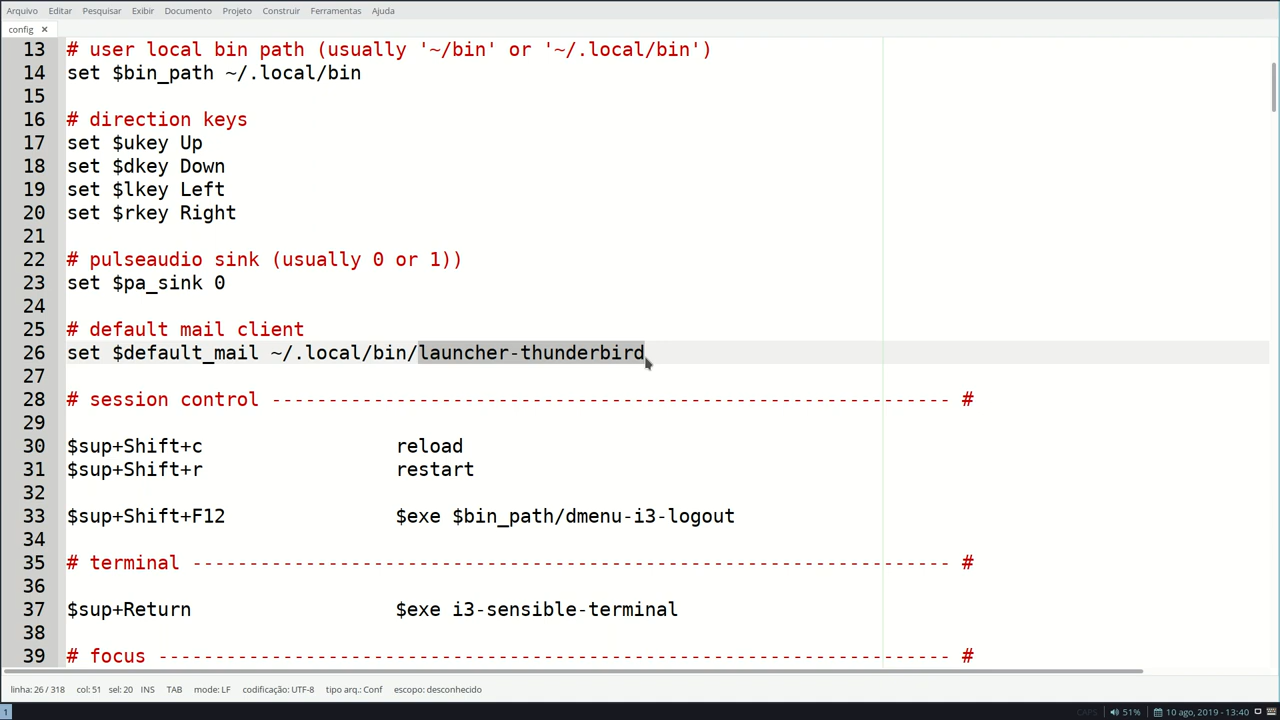 Arquivo Editar Pesquisar Exibir Documento Projeto Construir Ferramentas Ajuda
config ×
13 # user local bin path (usually '~/bin' or '~/.local/bin')
14 set $bin_path ~/.local/bin
15
16 # direction keys
17 set $ukey Up
18 set $dkey Down
19 set $lkey Left
20 set $rkey Right
21
22 # pulseaudio sink (usually 0 or 1))
23 set $pa_sink 0
24
25 # default mail client
26 set $default_mail ~/.local/bin/launcher-thunderbird
27
28 # session control ------------------------------------------------------------ #
29
30 $sup+Shift+c reload
31 $sup+Shift+r restart
32
33 $sup+Shift+F12 $exe $bin_path/dmenu-i3-logout
34
35 # terminal ------------------------------------------------------------------- #
36
37 $sup+Return $exe i3-sensible-terminal
38
39 # focus ---------------------------------------------------------------------- #
linha: 26 / 318 col: 51 sel: 20 INS TAB mode: LF codificação: UTF-8 tipo arq.: Conf escopo: desconhecido
1 CAPS 51% 10 ago, 2019 - 13:40